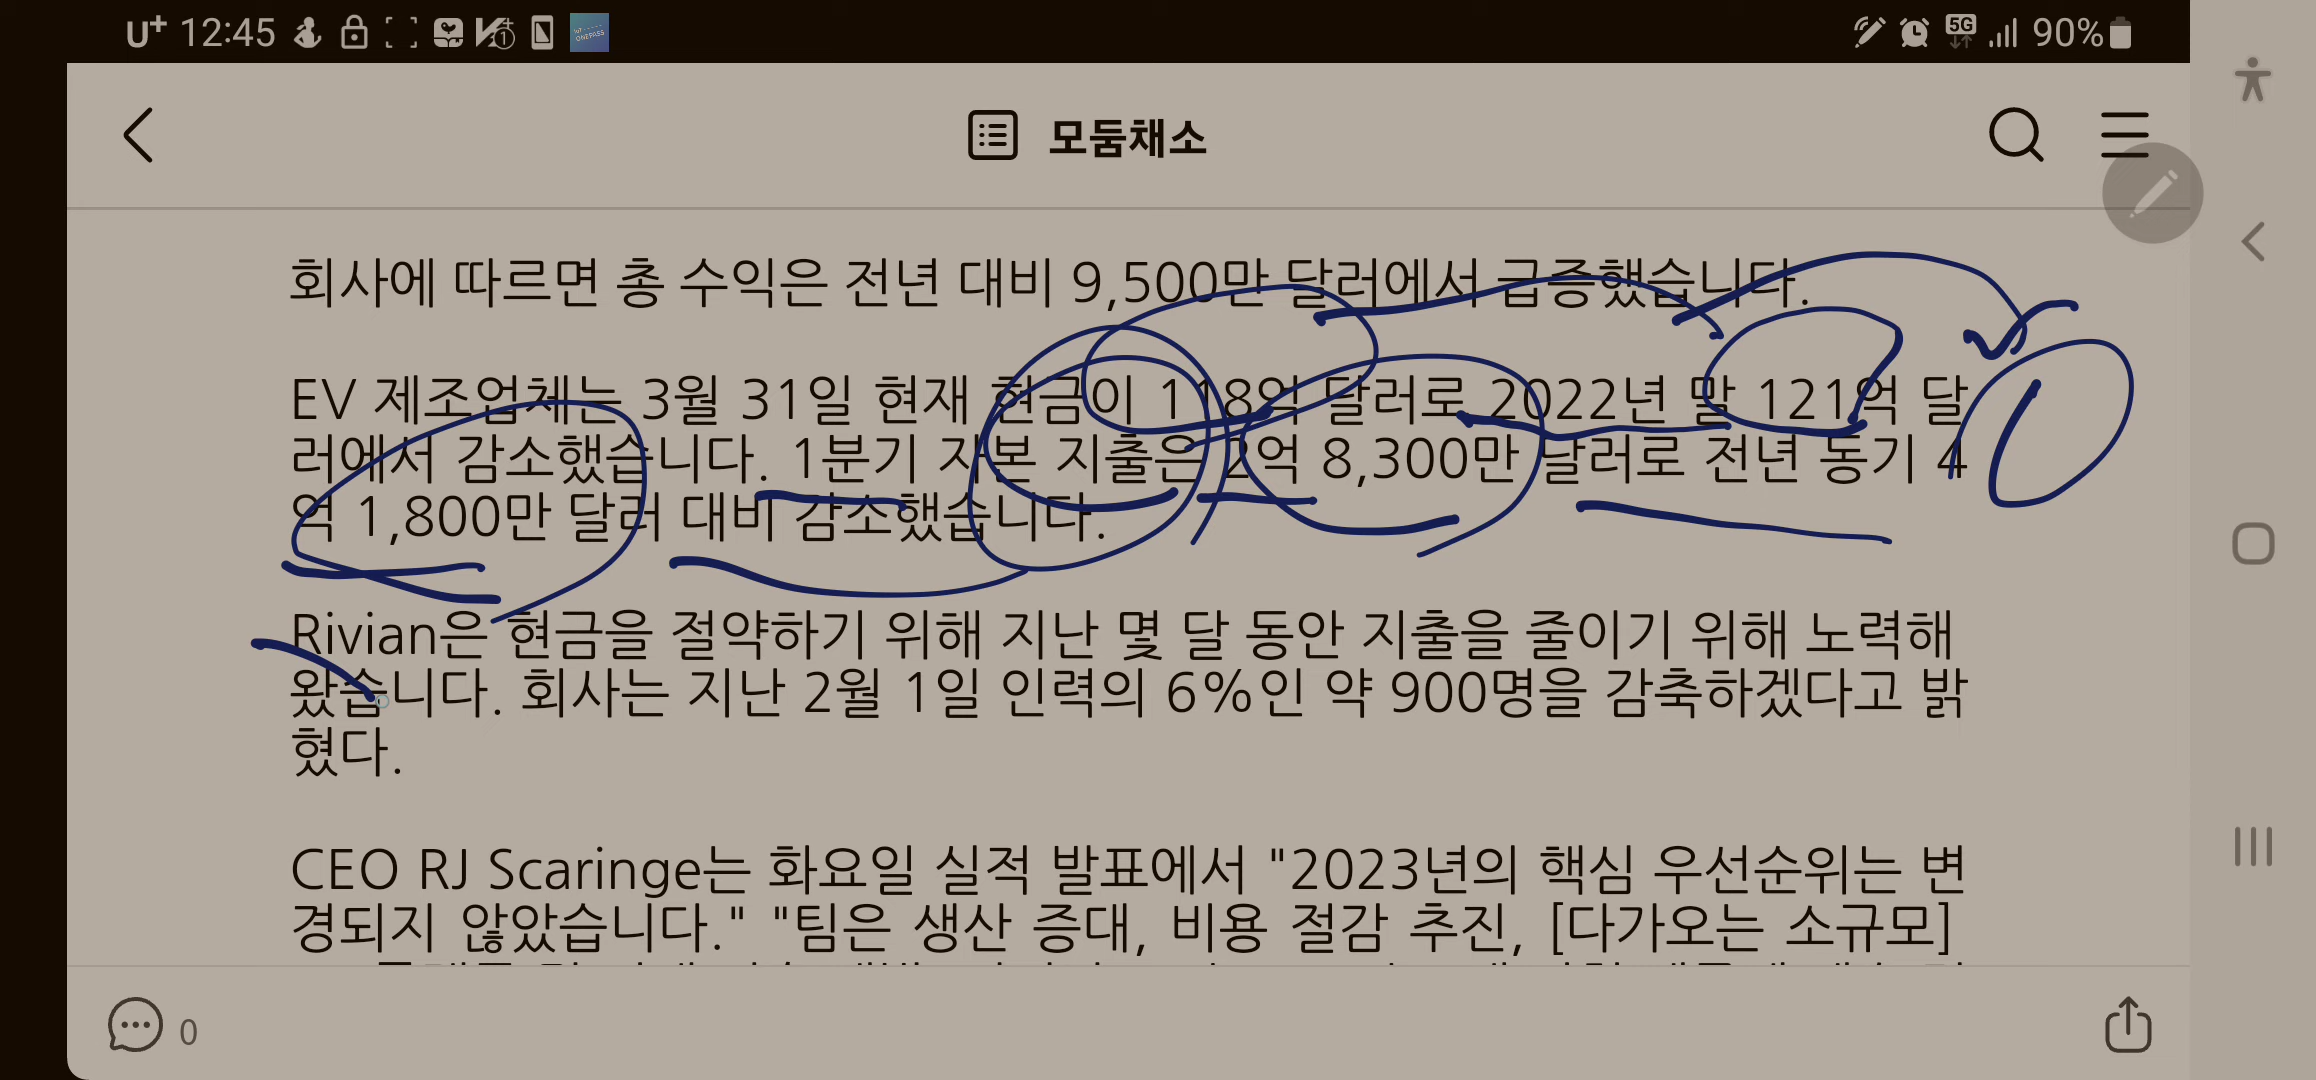 U+ 12:45
5G 90%
모둠채소
회사에 따르면 총 수익은 전년 대비 9,500만 달러에서 급증했습니다.
EV 제조업체는 3월 31일 현재 현금이 118억 달러로 2022년 말 121억 달
러에서 감소했습니다. 1분기 자본 지출은 2억 8,300만 달러로 전년 동기 4
억 1,800만 달러 대비 감소했습니다.
Rivian은 현금을 절약하기 위해 지난 몇 달 동안 지출을 줄이기 위해 노력해
왔습니다. 회사는 지난 2월 1일 인력의 6%인 약 900명을 감축하겠다고 밝
혔다.
CEO RJ Scaringe는 화요일 실적 발표에서 "2023년의 핵심 우선순위는 변
경되지 않았습니다." "팀은 생산 증대, 비용 절감 추진, [다가오는 소규모]
0